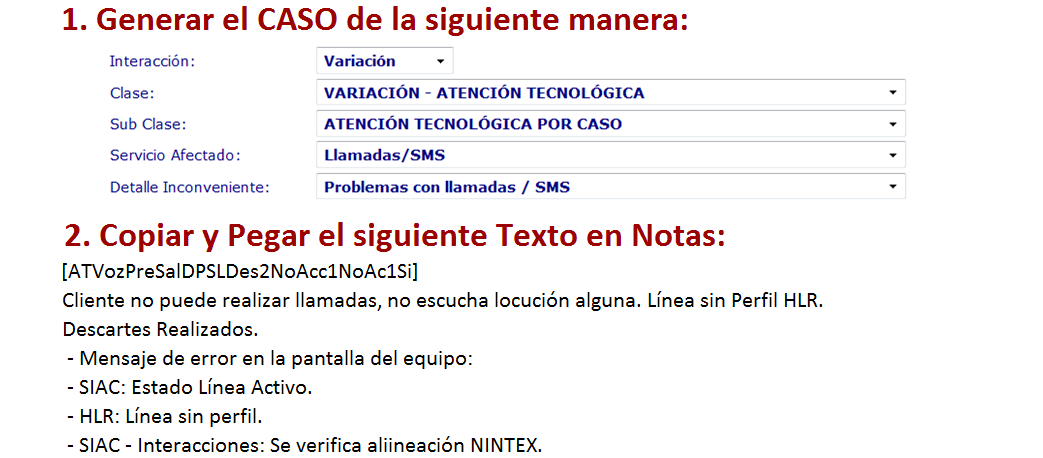 1. Generar el CASO de la siguiente manera:
Interacción: Variación
Clase: VARIACIÓN - ATENCIÓN TECNOLÓGICA
Sub Clase: ATENCIÓN TECNOLÓGICA POR CASO
Servicio Afectado: Llamadas/SMS
Detalle Inconveniente: Problemas con llamadas / SMS
2. Copiar y Pegar el siguiente Texto en Notas:
[ATVozPreSalDPSLDes2NoAcc1NoAc1Si]
Cliente no puede realizar llamadas, no escucha locución alguna. Línea sin Perfil HLR.
Descartes Realizados.
- Mensaje de error en la pantalla del equipo:
- SIAC: Estado Línea Activo.
- HLR: Línea sin perfil.
- SIAC - Interacciones: Se verifica aliineación NINTEX.